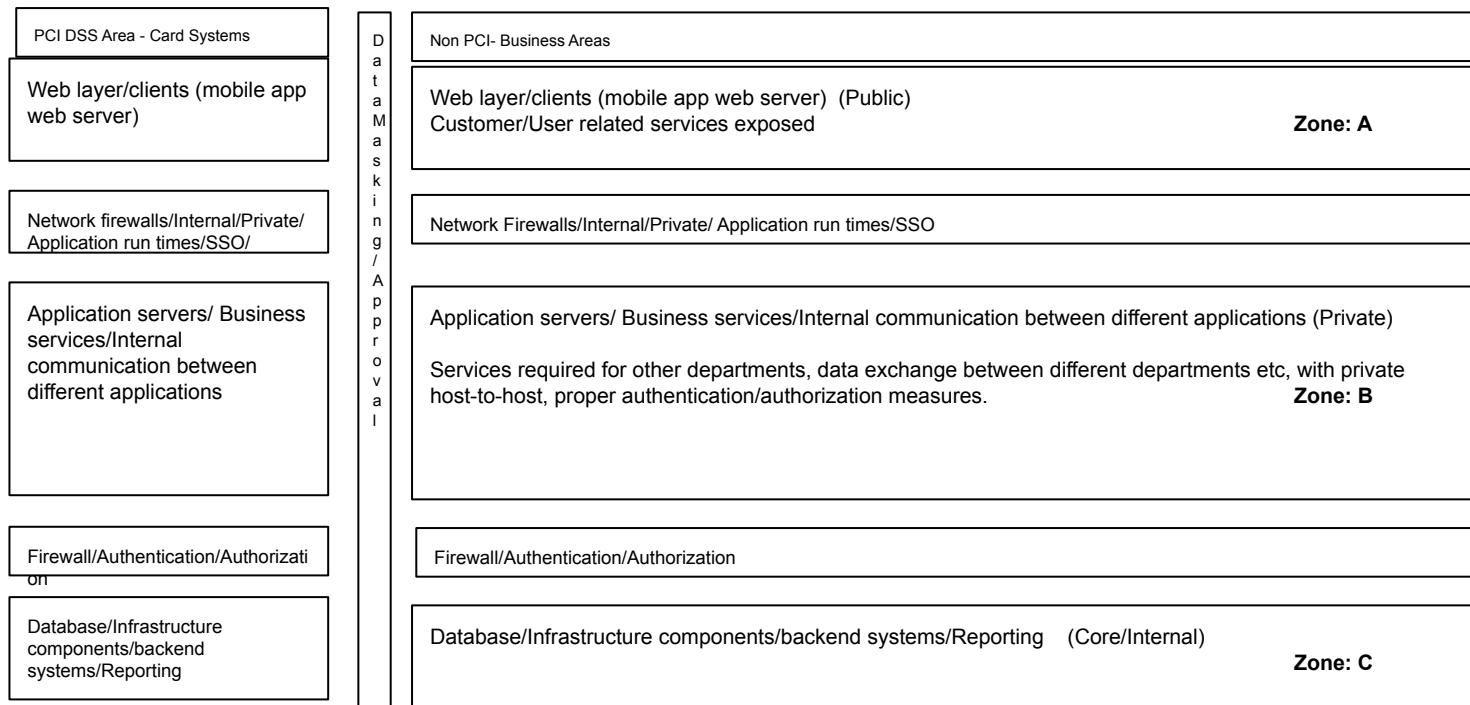 PCI DSS Area - Card Systems
Web layer/clients (mobile app
web server)
Network firewalls/Internal/Private/
Application run times/SSO/
Application servers/ Business
services/Internal
communication between
different applications
Firewall/Authentication/Authorizati
on
Database/Infrastructure
components/backend
systems/Reporting
D
a
t
a
M
a
s
k
i
n
g
/
A
p
p
r
o
v
a
l
Non PCI- Business Areas
Web layer/clients (mobile app web server) (Public)
Customer/User related services exposed Zone: A
Network Firewalls/Internal/Private/ Application run times/SSO
Application servers/ Business services/Internal communication between different applications (Private)
Services required for other departments, data exchange between different departments etc, with private
host-to-host, proper authentication/authorization measures. Zone: B
Firewall/Authentication/Authorization
Database/Infrastructure components/backend systems/Reporting (Core/Internal)
Zone: C